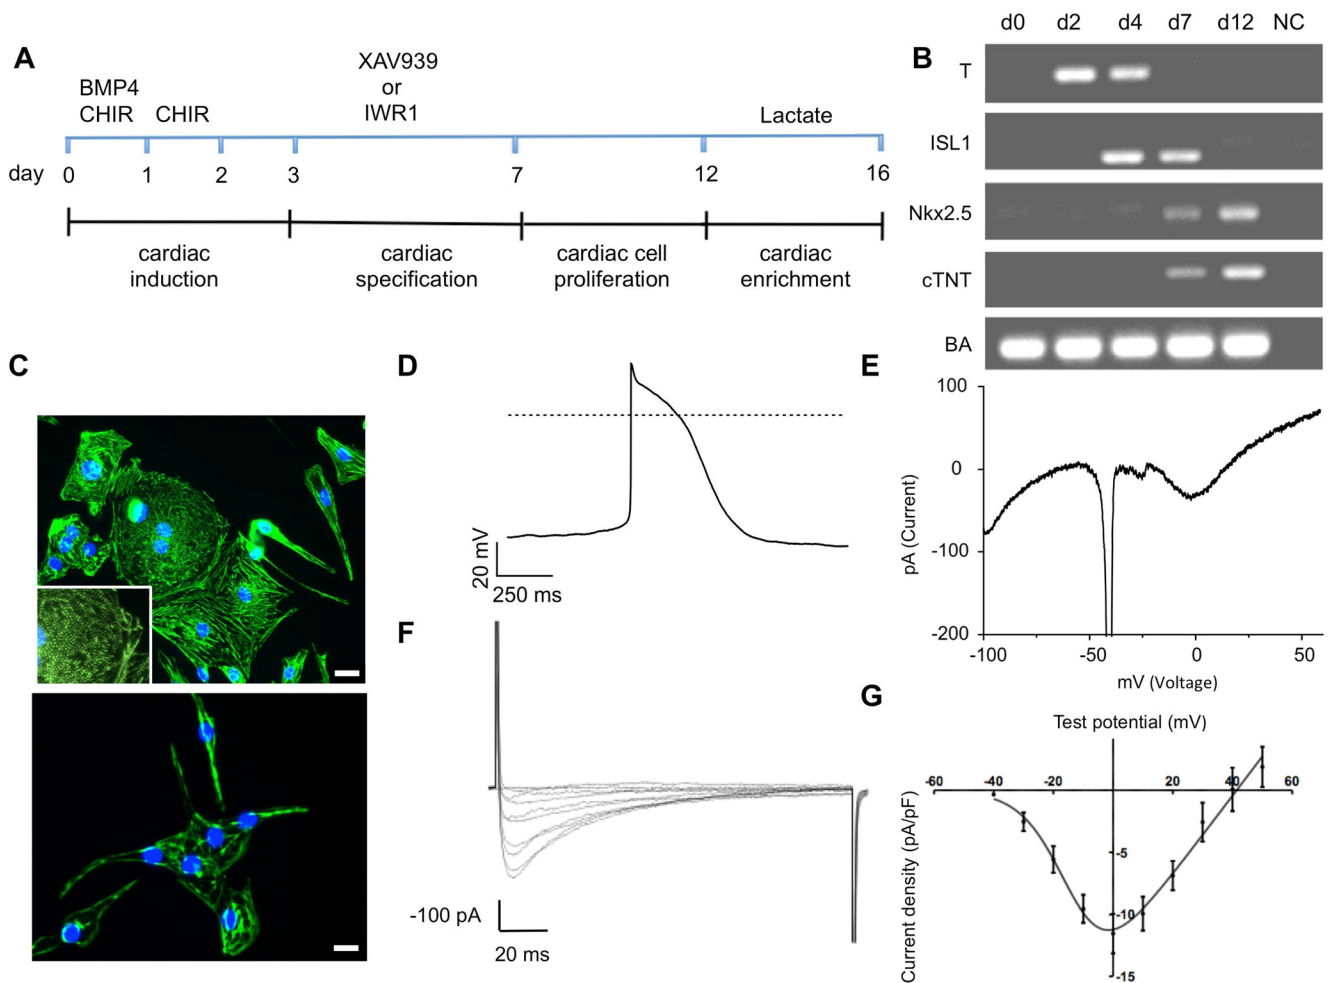 A
BMP4
CHIR
CHIR
XAV939
or
IWR1
Lactate
day 0 1 2 3 7 12 16
cardiac
induction
cardiac
specification
cardiac cell
proliferation
cardiac
enrichment
B
d0 d2 d4 d7 d12 NC
T
ISL1
Nkx2.5
cTNT
BA
C
D
20 mV
250 ms
E
100
0
-100
-200
pA (Current)
-100 -50 0 50
mV (Voltage)
F
-100 pA
20 ms
G
Test potential (mV)
-60 -40 -20 0 20 40 60
-5
-10
-15
Current density (pA/pF)